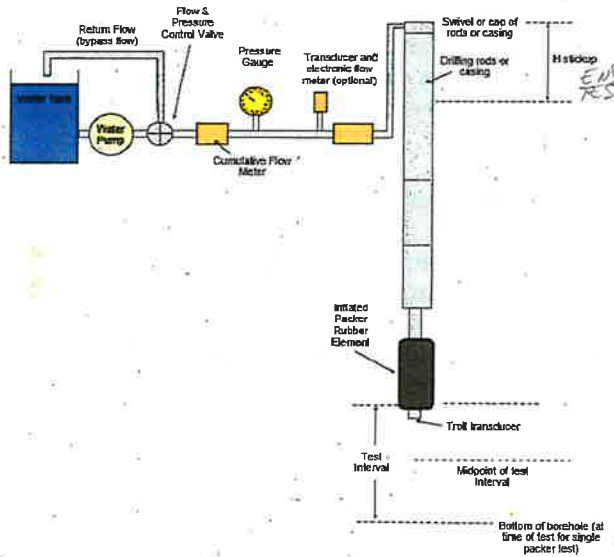 Flow &
Pressure
Control Valve
Return Flow
(bypass flow)
Pressure
Gauge
Transducer and
electronic flow
meter (optional)
Swivel or cap of
rods or casing
Drilling rods or
casing
H stickup
Water Tank
Water
Pump
Cumulative Flow
Meter
Inflated
Packer
Rubber
Element
Troll transducer
Test
Interval
Midpoint of test
Interval
Bottom of borehole (at
time of test for single
packer test)